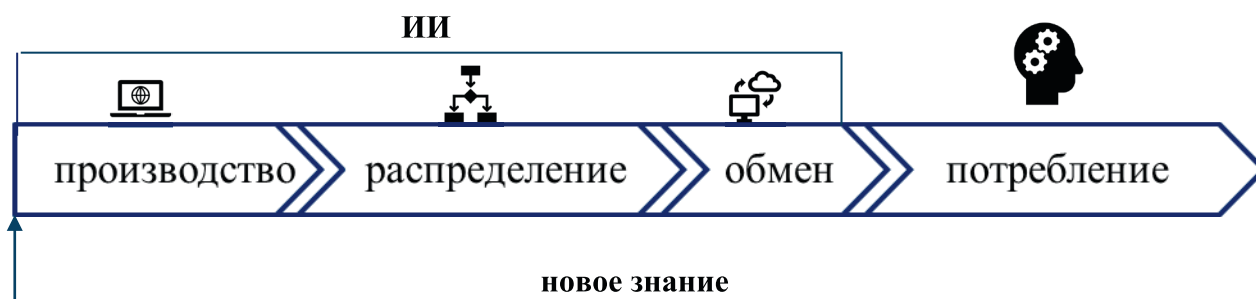 ИИ
производство распределение обмен потребление
новое знание